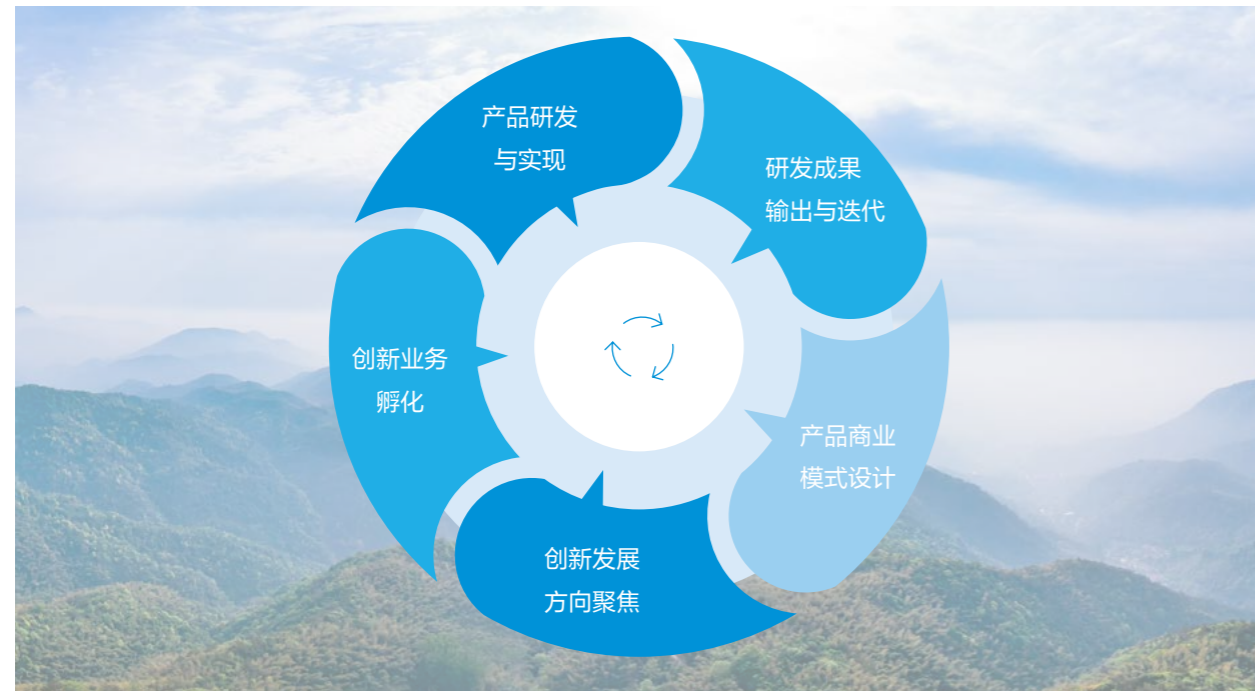 产品研发
与实现
研发成果
输出与迭代
产品商业
模式设计
创新发展
方向聚焦
创新业务
孵化